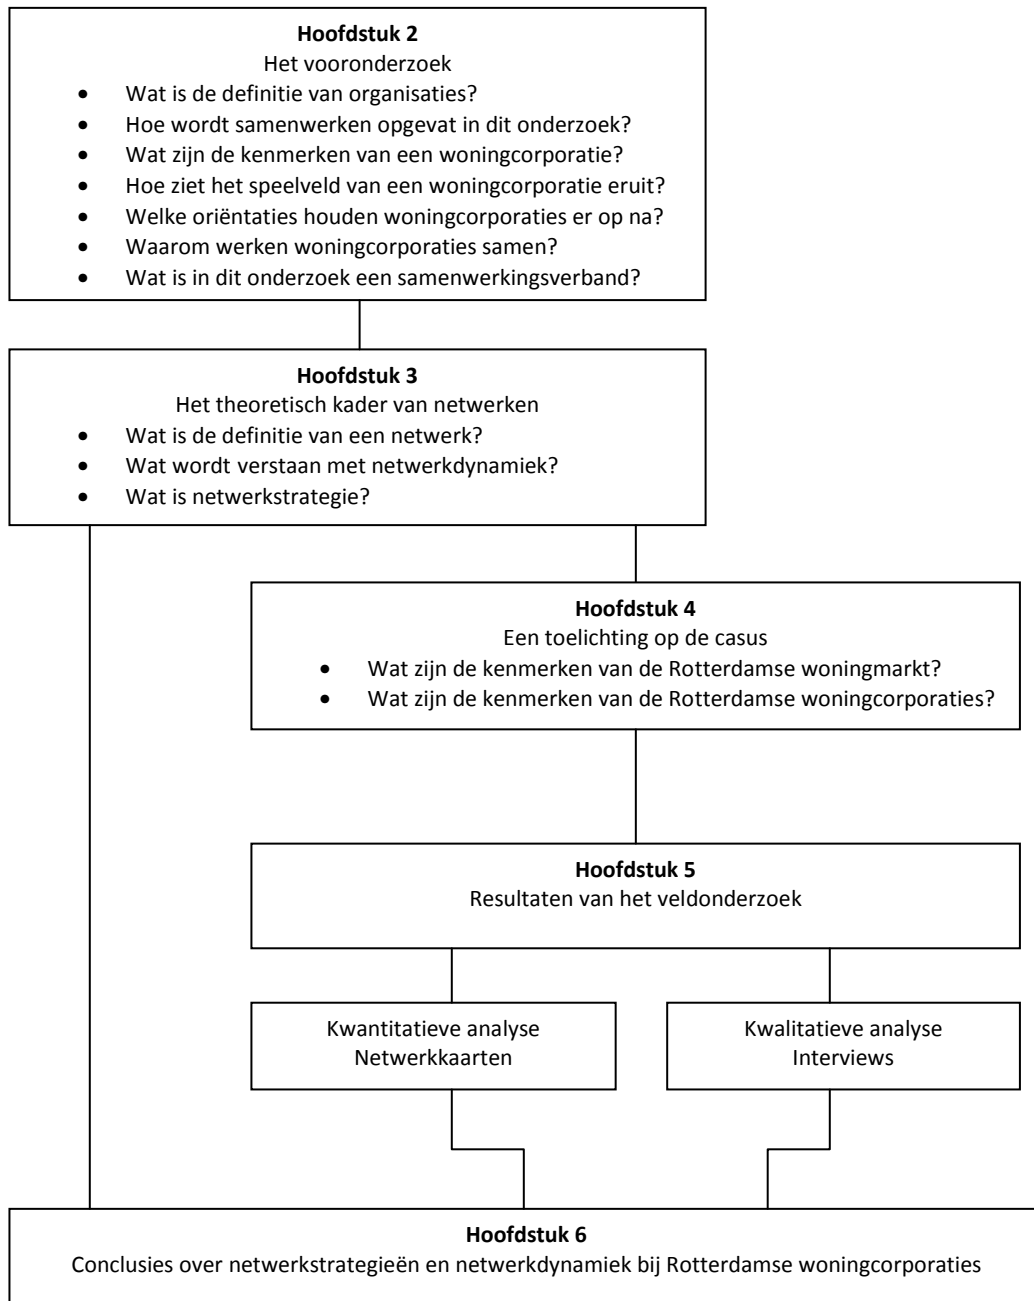 Hoofdstuk 2
Het vooronderzoek
• Wat is de definitie van organisaties?
• Hoe wordt samenwerken opgevat in dit onderzoek?
• Wat zijn de kenmerken van een woningcorporatie?
• Hoe ziet het speelveld van een woningcorporatie eruit?
• Welke oriëntaties houden woningcorporaties er op na?
• Waarom werken woningcorporaties samen?
• Wat is in dit onderzoek een samenwerkingsverband?
Hoofdstuk 3
Het theoretisch kader van netwerken
• Wat is de definitie van een netwerk?
• Wat wordt verstaan met netwerkdynamiek?
• Wat is netwerkstrategie?
Hoofdstuk 4
Een toelichting op de casus
• Wat zijn de kenmerken van de Rotterdamse woningmarkt?
• Wat zijn de kenmerken van de Rotterdamse woningcorporaties?
Hoofdstuk 5
Resultaten van het veldonderzoek
Kwantitatieve analyse
Netwerkkaarten
Kwalitatieve analyse
Interviews
Hoofdstuk 6
Conclusies over netwerkstrategieën en netwerkdynamiek bij Rotterdamse woningcorporaties